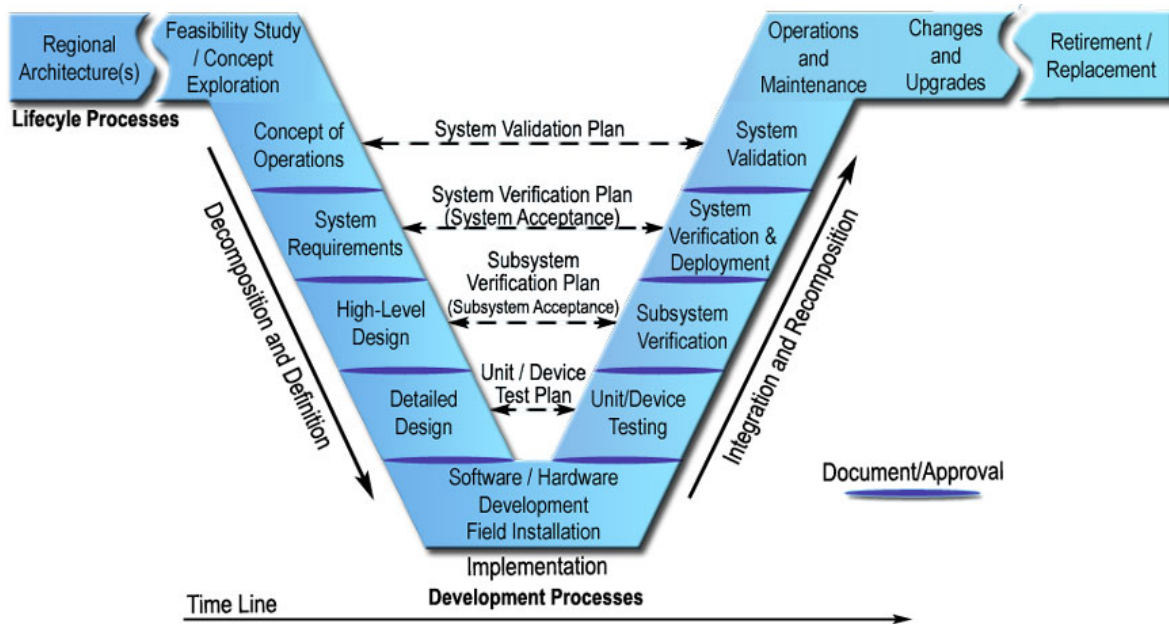 Regional
Architecture(s)
Feasibility Study
/ Concept
Exploration
Operations
and
Maintenance
Changes
and
Upgrades
Retirement /
Replacement
Lifecyle Processes
Concept of
Operations
System Validation Plan
System
Validation
System
Requirements
System Verification Plan
(System Acceptance)
System
Verification &
Deployment
High-Level
Design
Subsystem
Verification Plan
(Subsystem Acceptance)
Subsystem
Verification
Detailed
Design
Unit / Device
Test Plan
Unit/Device
Testing
Decomposition and Definition
Integration and Recomposition
Software / Hardware
Development
Field Installation
Document/Approval
Implementation
Development Processes
Time Line